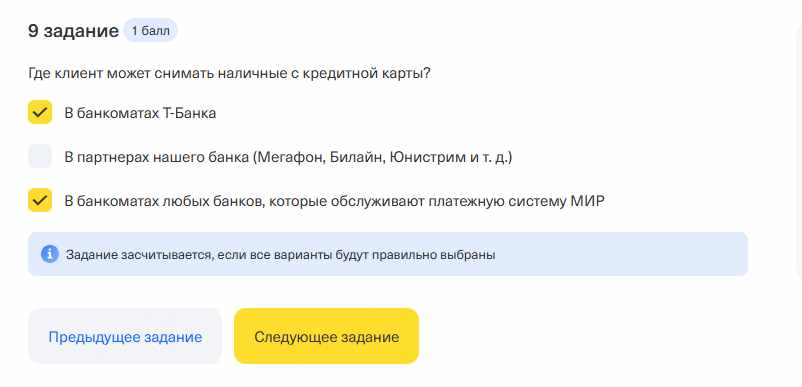 9 задание 1 балл
Где клиент может снимать наличные с кредитной карты?
В банкоматах Т-Банка
В партнерах нашего банка (Мегафон, Билайн, Юнистрим и т. д.)
В банкоматах любых банков, которые обслуживают платежную систему МИР
Задание засчитывается, если все варианты будут правильно выбраны
Предыдущее задание Следующее задание